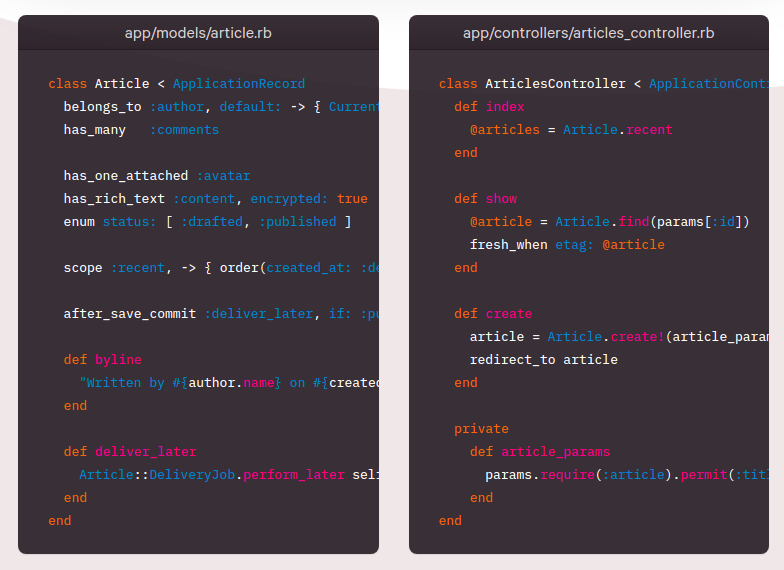 app/models/article.rb
class Article < ApplicationRecord
  belongs_to :author, default: -> { Current
  has_many   :comments

  has_one_attached :avatar
  has_rich_text :content, encrypted: true
  enum status: [ :drafted, :published ]

  scope :recent, -> { order(created_at: :de

  after_save_commit :deliver_later, if: :pu

  def byline
    "Written by #{author.name} on #{created
  end

  def deliver_later
    Article::DeliveryJob.perform_later sel
  end
end
app/controllers/articles_controller.rb
class ArticlesController < ApplicationCont
  def index
    @articles = Article.recent
  end

  def show
    @article = Article.find(params[:id])
    fresh_when etag: @article
  end

  def create
    article = Article.create!(article_param
    redirect_to article
  end

  private
    def article_params
      params.require(:article).permit(:titl
    end
end